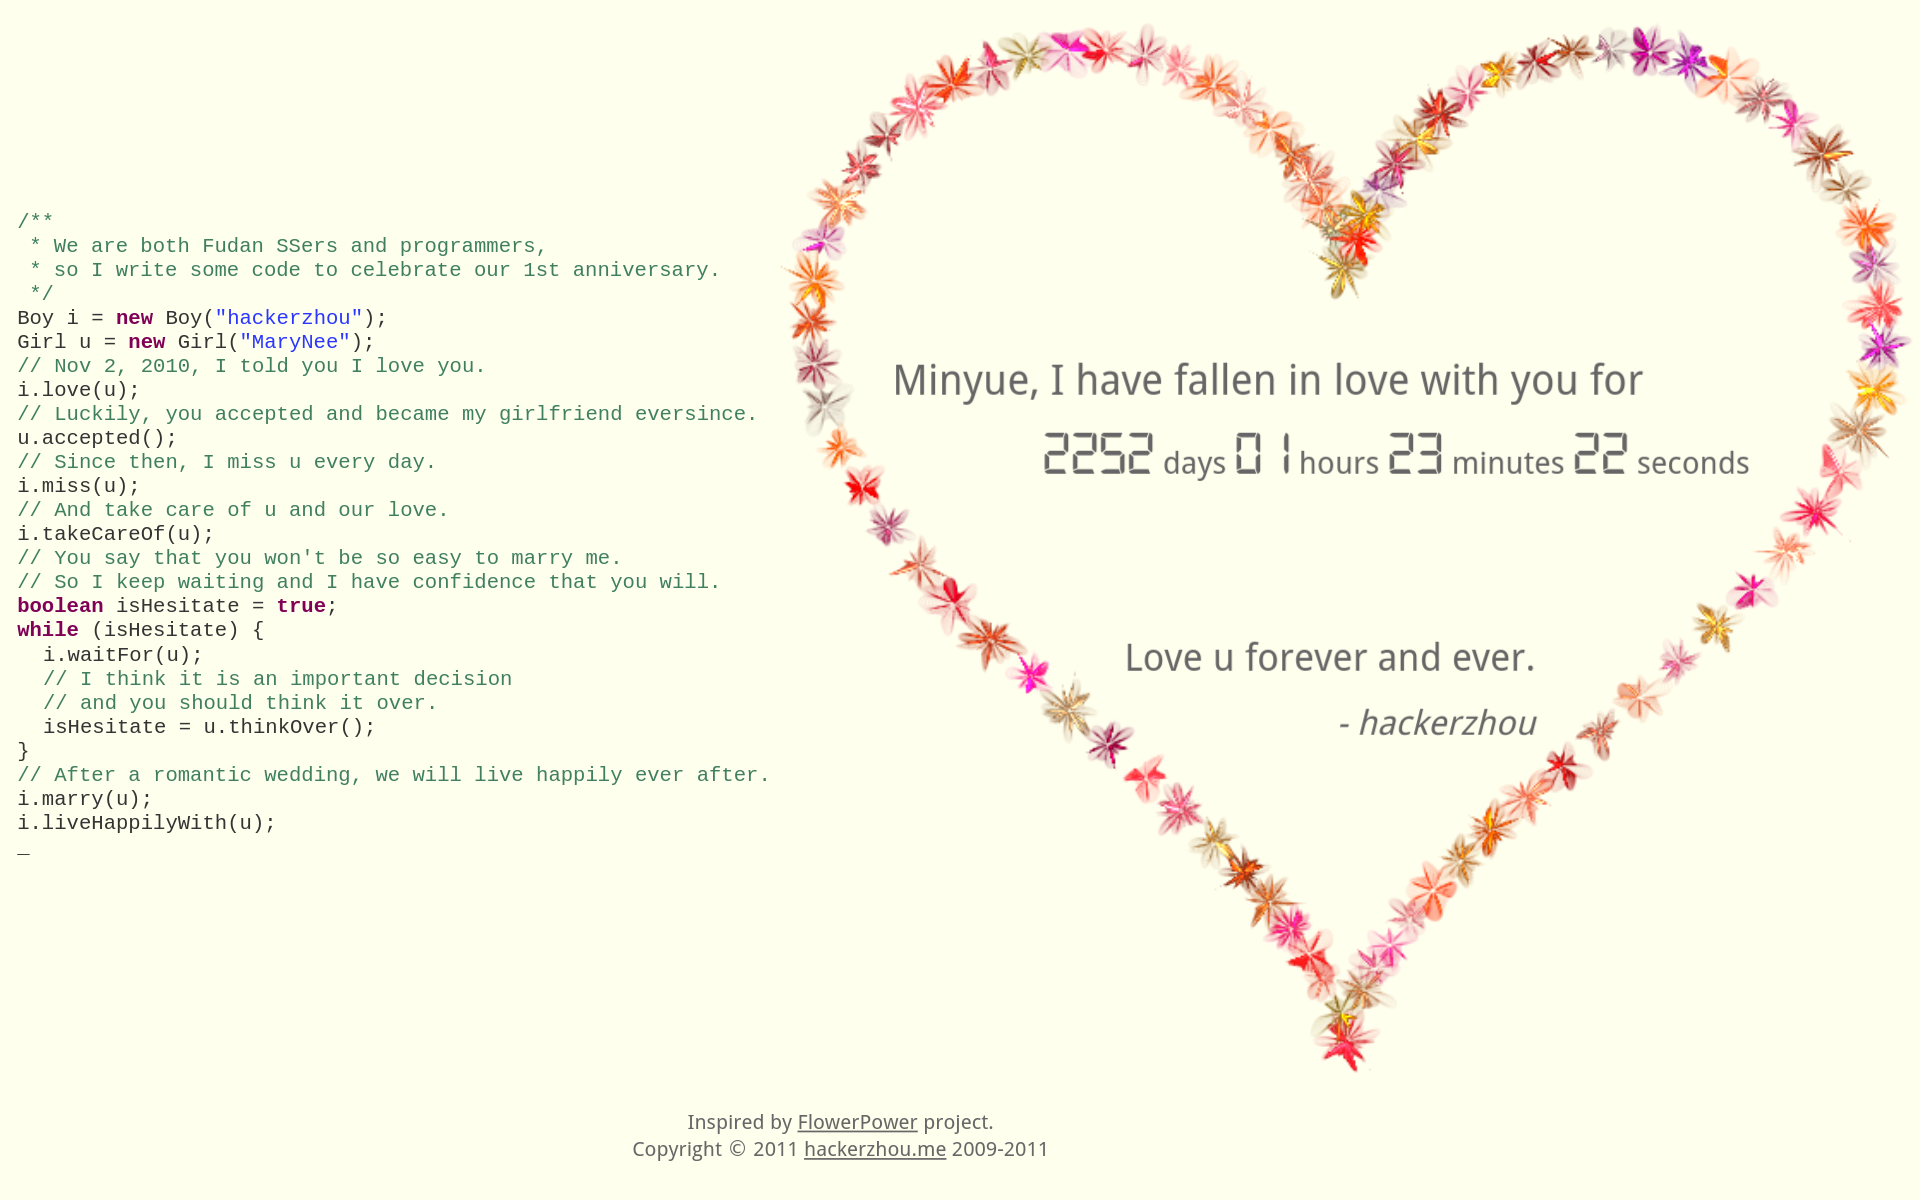 /**
 * We are both Fudan SSers and programmers,
 * so I write some code to celebrate our 1st anniversary.
 */
Boy i = new Boy("hackerzhou");
Girl u = new Girl("MaryNee");
// Nov 2, 2010, I told you I love you.
i.love(u);
// Luckily, you accepted and became my girlfriend eversince.
u.accepted();
// Since then, I miss u every day.
i.miss(u);
// And take care of u and our love.
i.takeCareOf(u);
// You say that you won't be so easy to marry me.
// So I keep waiting and I have confidence that you will.
boolean isHesitate = true;
while (isHesitate) {
  i.waitFor(u);
  // I think it is an important decision
  // and you should think it over.
  isHesitate = u.thinkOver();
}
// After a romantic wedding, we will live happily ever after.
i.marry(u);
i.liveHappilyWith(u);
_
Minyue, I have fallen in love with you for
2252 days 01 hours 23 minutes 22 seconds
Love u forever and ever.
- hackerzhou
Inspired by FlowerPower project.
Copyright © 2011 hackerzhou.me 2009-2011